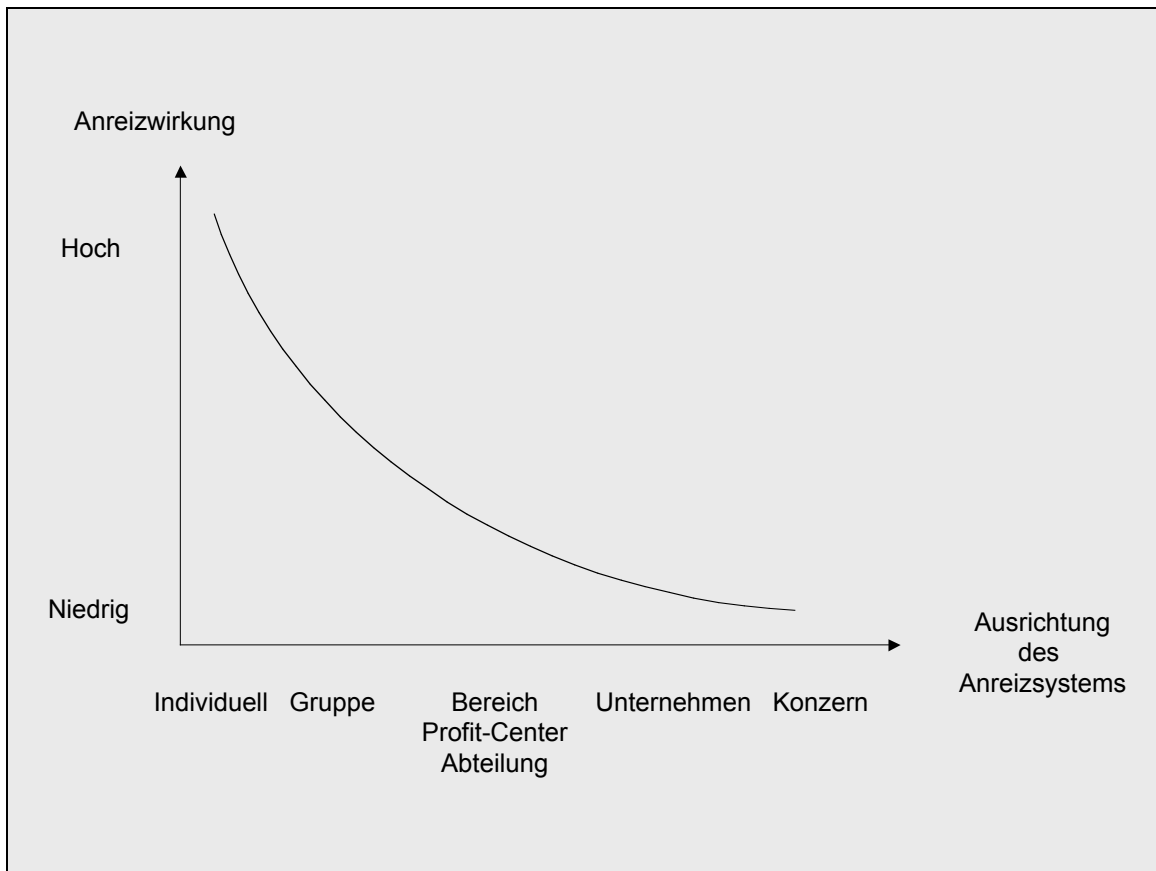 Anreizwirkung
Hoch
Niedrig
Ausrichtung
des
Anreizsystems
Individuell Gruppe Bereich Unternehmen Konzern
Profit-Center
Abteilung